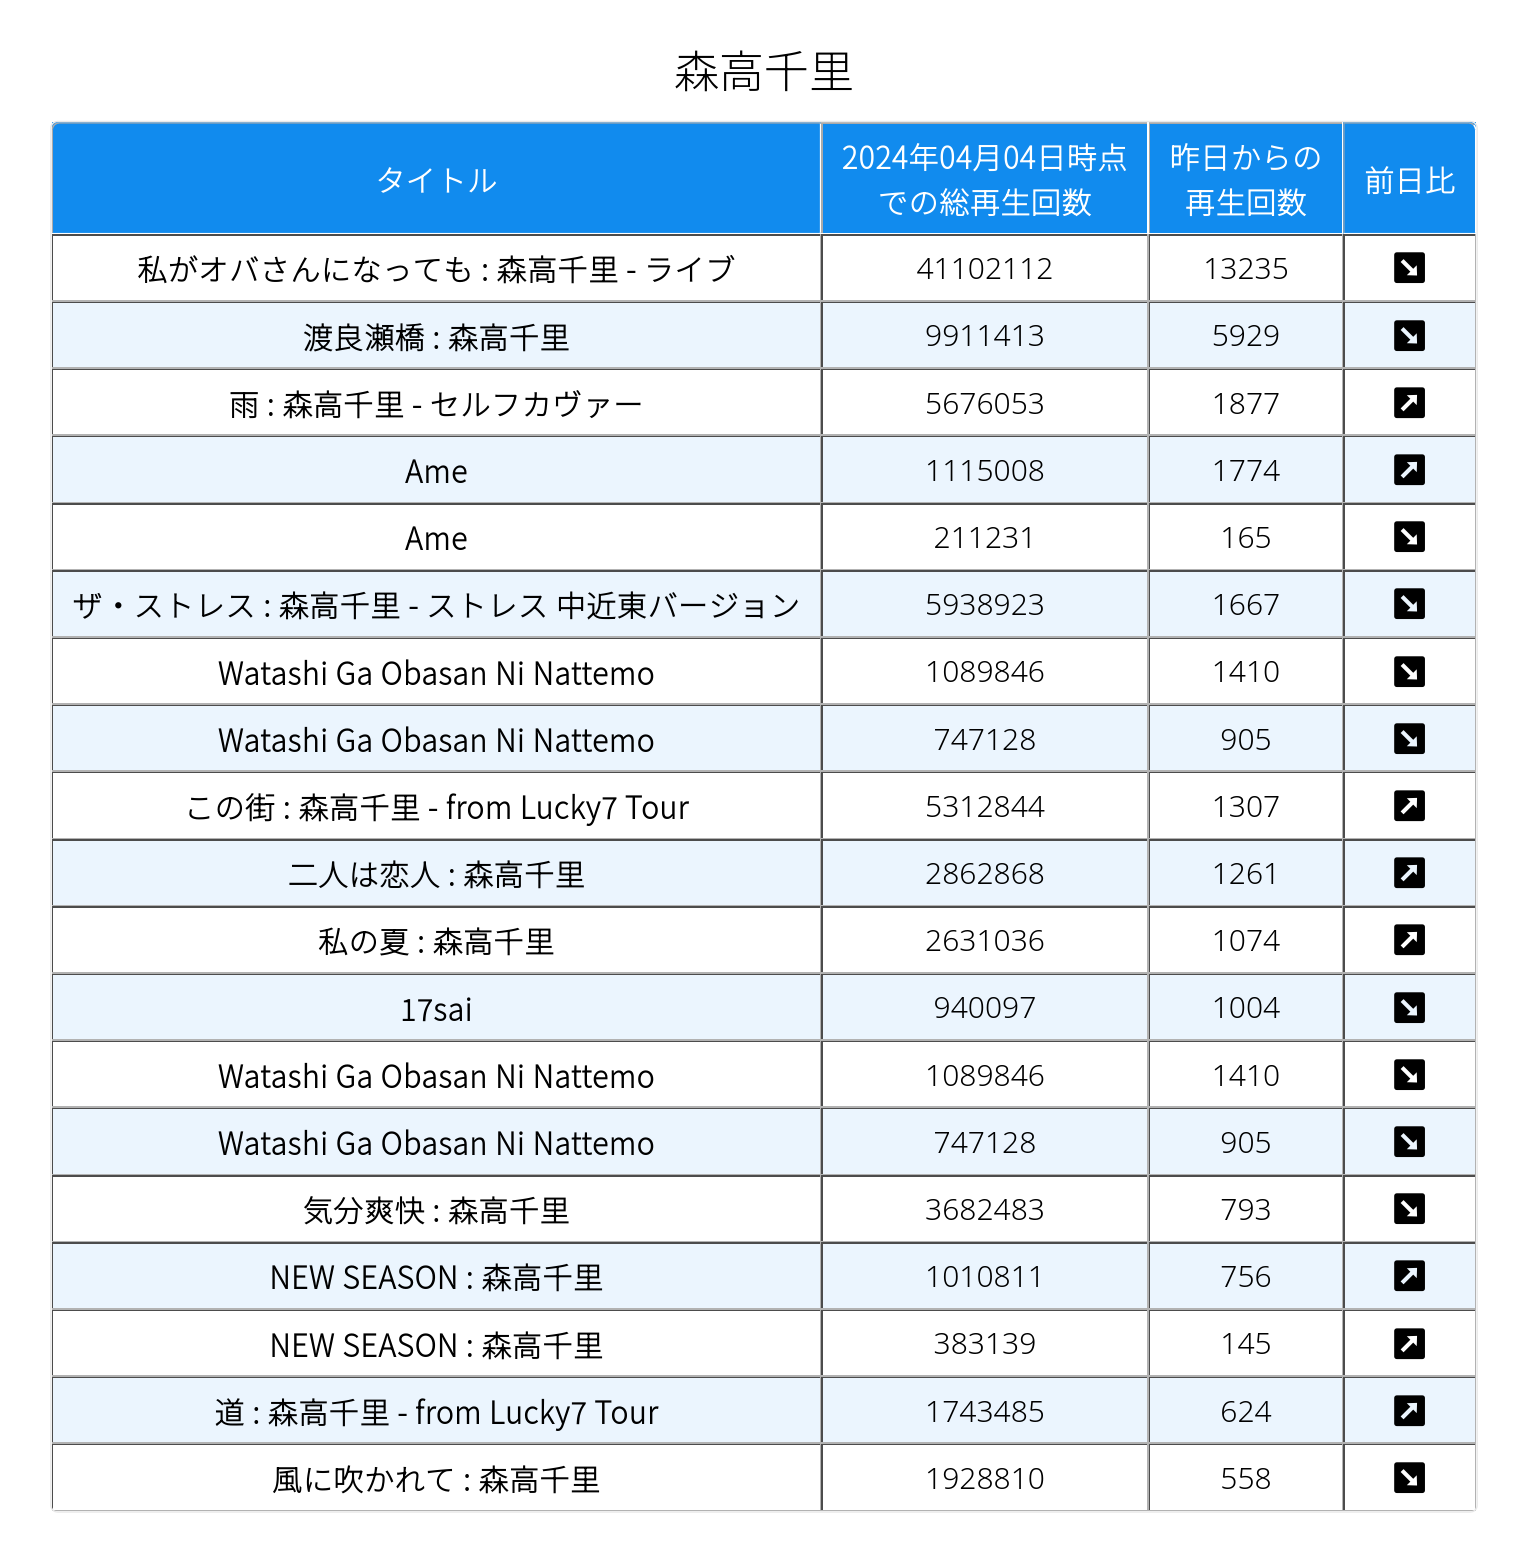 森高千里
タイトル
2024年04月04日時点
での総再生回数
昨日からの
再生回数
前日比
私がオバさんになっても : 森高千里 - ライブ 41102112 13235
渡良瀬橋 : 森高千里 9911413 5929
雨 : 森高千里 - セルフカヴァー 5676053 1877
Ame 1115008 1774
Ame 211231 165
ザ・ストレス : 森高千里 - ストレス 中近東バージョン 5938923 1667
Watashi Ga Obasan Ni Nattemo 1089846 1410
Watashi Ga Obasan Ni Nattemo 747128 905
この街 : 森高千里 - from Lucky7 Tour 5312844 1307
二人は恋人 : 森高千里 2862868 1261
私の夏 : 森高千里 2631036 1074
17sai 940097 1004
Watashi Ga Obasan Ni Nattemo 1089846 1410
Watashi Ga Obasan Ni Nattemo 747128 905
気分爽快 : 森高千里 3682483 793
NEW SEASON : 森高千里 1010811 756
NEW SEASON : 森高千里 383139 145
道 : 森高千里 - from Lucky7 Tour 1743485 624
風に吹かれて : 森高千里 1928810 558